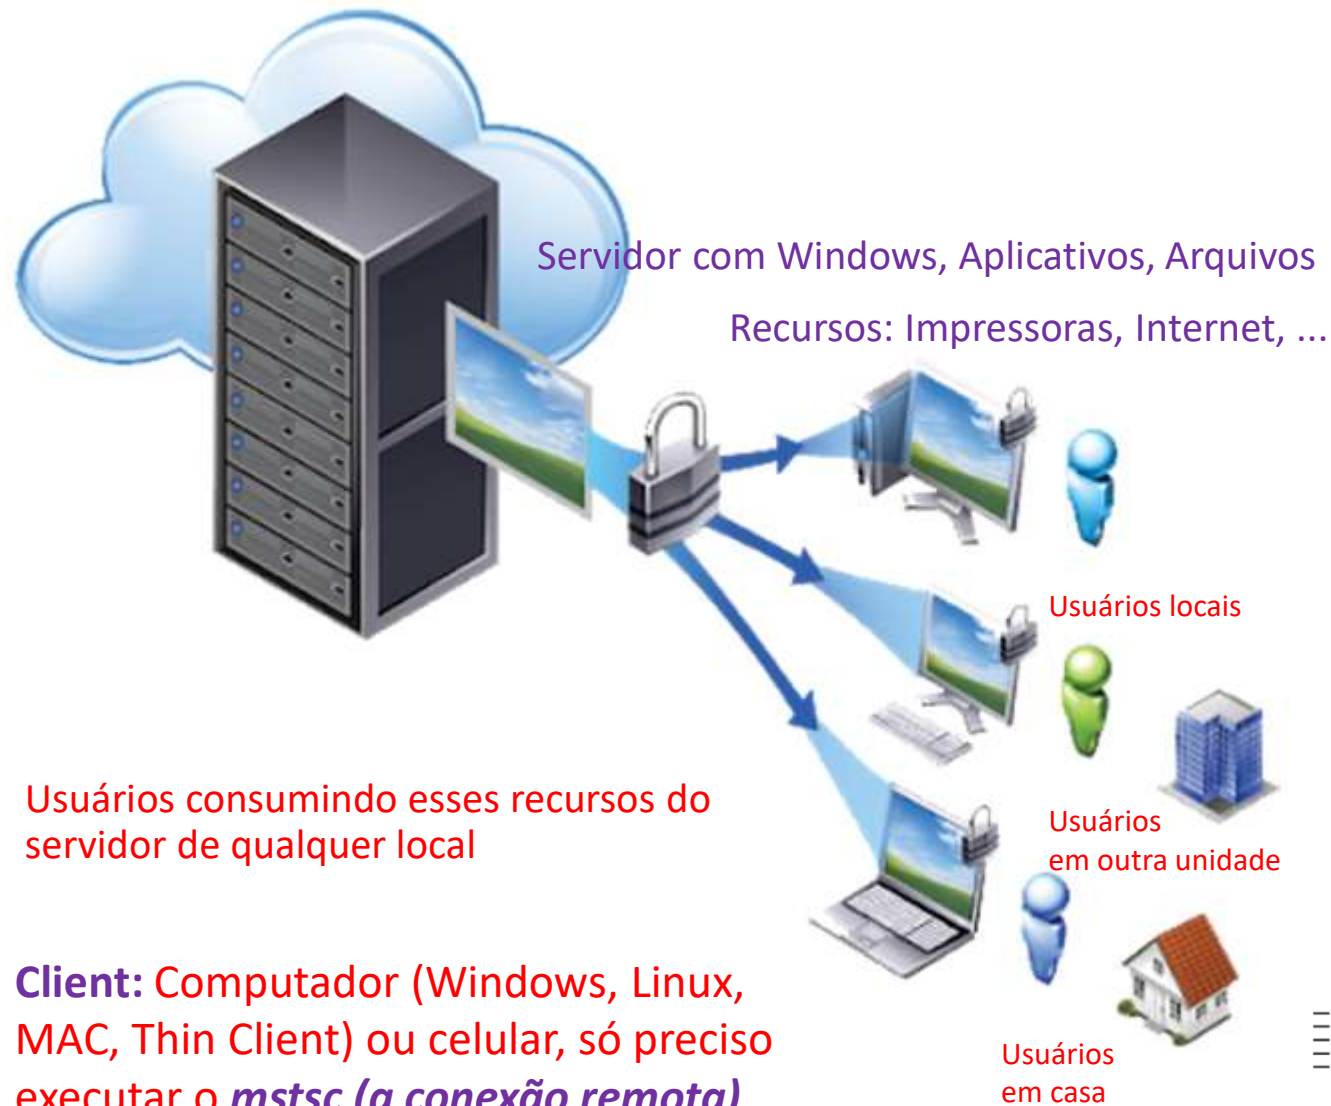 Servidor com Windows, Aplicativos, Arquivos
Recursos: Impressoras, Internet, ...
Usuários locais
Usuários consumindo esses recursos do
servidor de qualquer local
Usuários
em outra unidade
Client: Computador (Windows, Linux,
MAC, Thin Client) ou celular, só preciso
executar o mstsc (a conexão remota)
Usuários
em casa